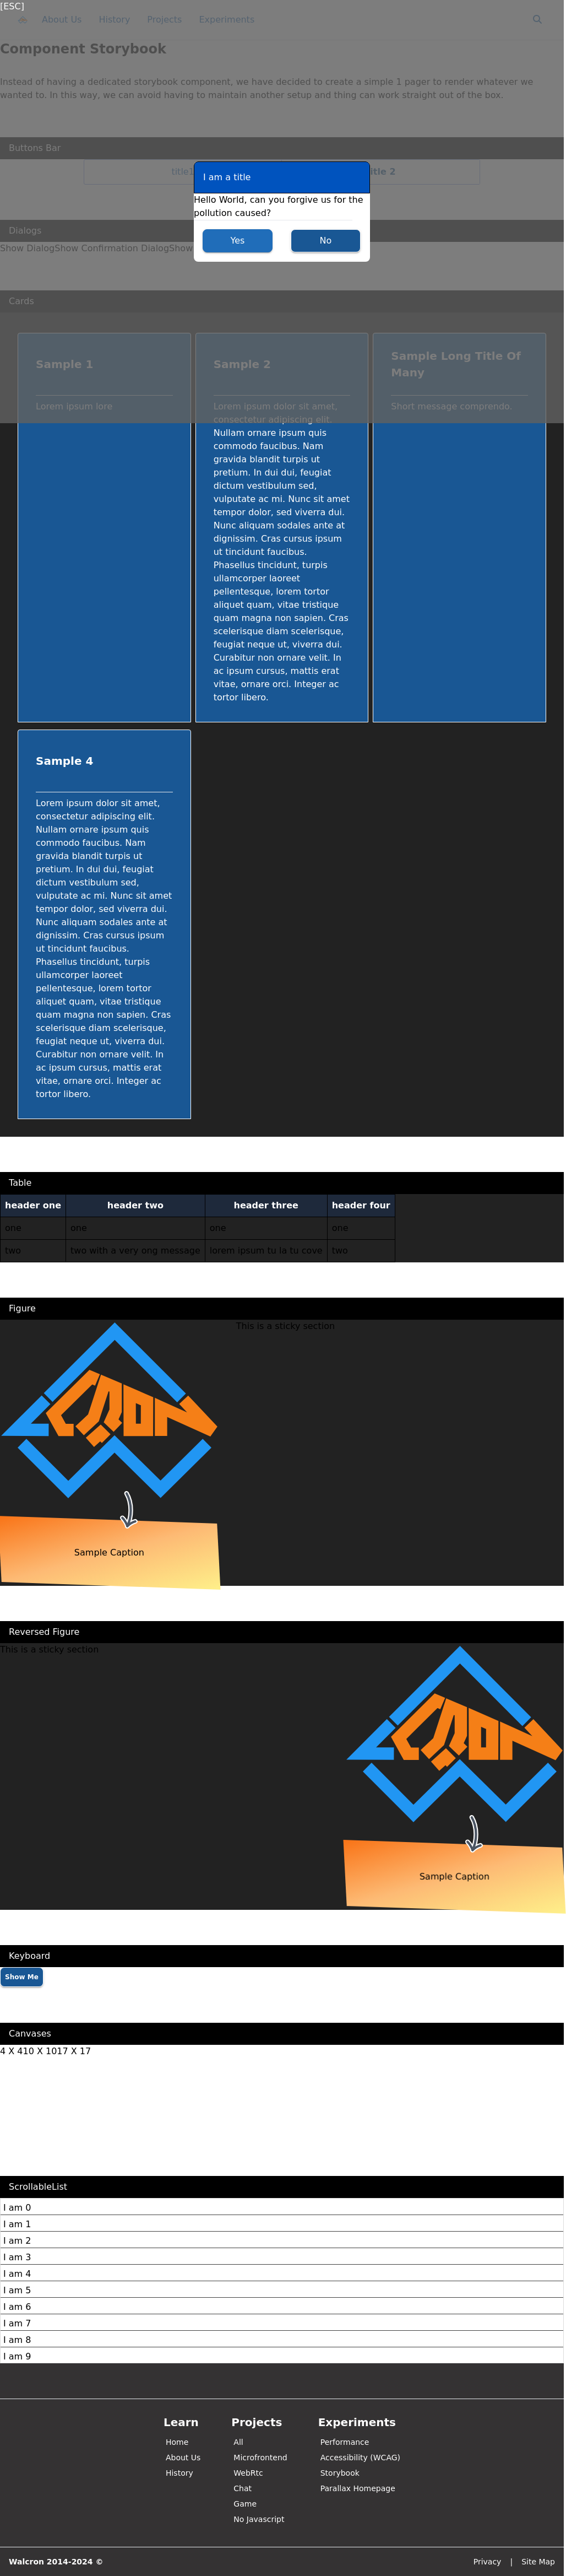 [ESC]
About Us History Projects Experiments
Component Storybook
Instead of having a dedicated storybook component, we have decided to create a simple 1 pager to render whatever we
wanted to. In this way, we can avoid having to maintain another setup and thing can work straight out of the box.
Buttons Bar
I am a title
Hello World, can you forgive us for the
pollution caused?
Yes No
Dialogs
Show DialogShow Confirmation DialogShow
Cards
Sample 1
Lorem ipsum lore
Sample 2
Lorem ipsum dolor sit amet,
consectetur adipiscing elit.
Nullam ornare ipsum quis
commodo faucibus. Nam
gravida blandit turpis ut
pretium. In dui dui, feugiat
dictum vestibulum sed,
vulputate ac mi. Nunc sit amet
tempor dolor, sed viverra dui.
Nunc aliquam sodales ante at
dignissim. Cras cursus ipsum
ut tincidunt faucibus.
Phasellus tincidunt, turpis
ullamcorper laoreet
pellentesque, lorem tortor
aliquet quam, vitae tristique
quam magna non sapien. Cras
scelerisque diam scelerisque,
feugiat neque ut, viverra dui.
Curabitur non ornare velit. In
ac ipsum cursus, mattis erat
vitae, ornare orci. Integer ac
tortor libero.
Sample Long Title Of
Many
Short message comprendo.
Sample 4
Lorem ipsum dolor sit amet,
consectetur adipiscing elit.
Nullam ornare ipsum quis
commodo faucibus. Nam
gravida blandit turpis ut
pretium. In dui dui, feugiat
dictum vestibulum sed,
vulputate ac mi. Nunc sit amet
tempor dolor, sed viverra dui.
Nunc aliquam sodales ante at
dignissim. Cras cursus ipsum
ut tincidunt faucibus.
Phasellus tincidunt, turpis
ullamcorper laoreet
pellentesque, lorem tortor
aliquet quam, vitae tristique
quam magna non sapien. Cras
scelerisque diam scelerisque,
feugiat neque ut, viverra dui.
Curabitur non ornare velit. In
ac ipsum cursus, mattis erat
vitae, ornare orci. Integer ac
tortor libero.
Table
header one header two header three header four
one one one one
two two with a very ong message lorem ipsum tu la tu cove two
Figure
This is a sticky section
Sample Caption
Reversed Figure
This is a sticky section
Sample Caption
Keyboard
Show Me
Canvases
4 X 410 X 1017 X 17
ScrollableList
I am 0
I am 1
I am 2
I am 3
I am 4
I am 5
I am 6
I am 7
I am 8
I am 9
Learn
Home
About Us
History
Projects
All
Microfrontend
WebRtc
Chat
Game
No Javascript
Experiments
Performance
Accessibility (WCAG)
Storybook
Parallax Homepage
Walcron 2014-2024 ©
Privacy | Site Map